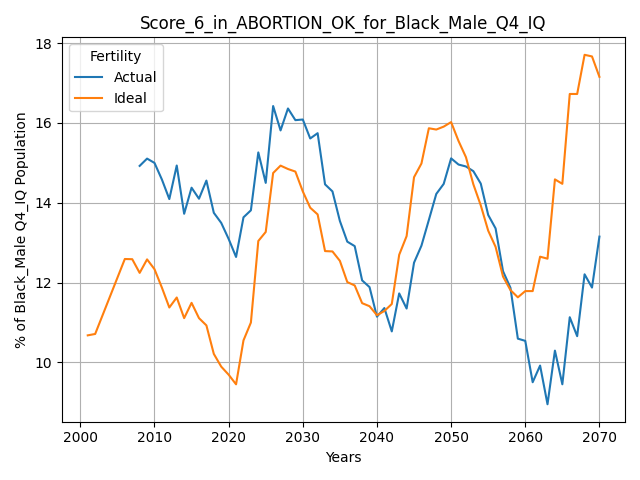 Score_6_in_ABORTION_OK_for_Black_Male_Q4_IQ
Fertility
Actual
Ideal
% of Black_Male Q4_IQ Population
18
16
14
12
10
2000 2010 2020 2030 2040 2050 2060 2070
Years